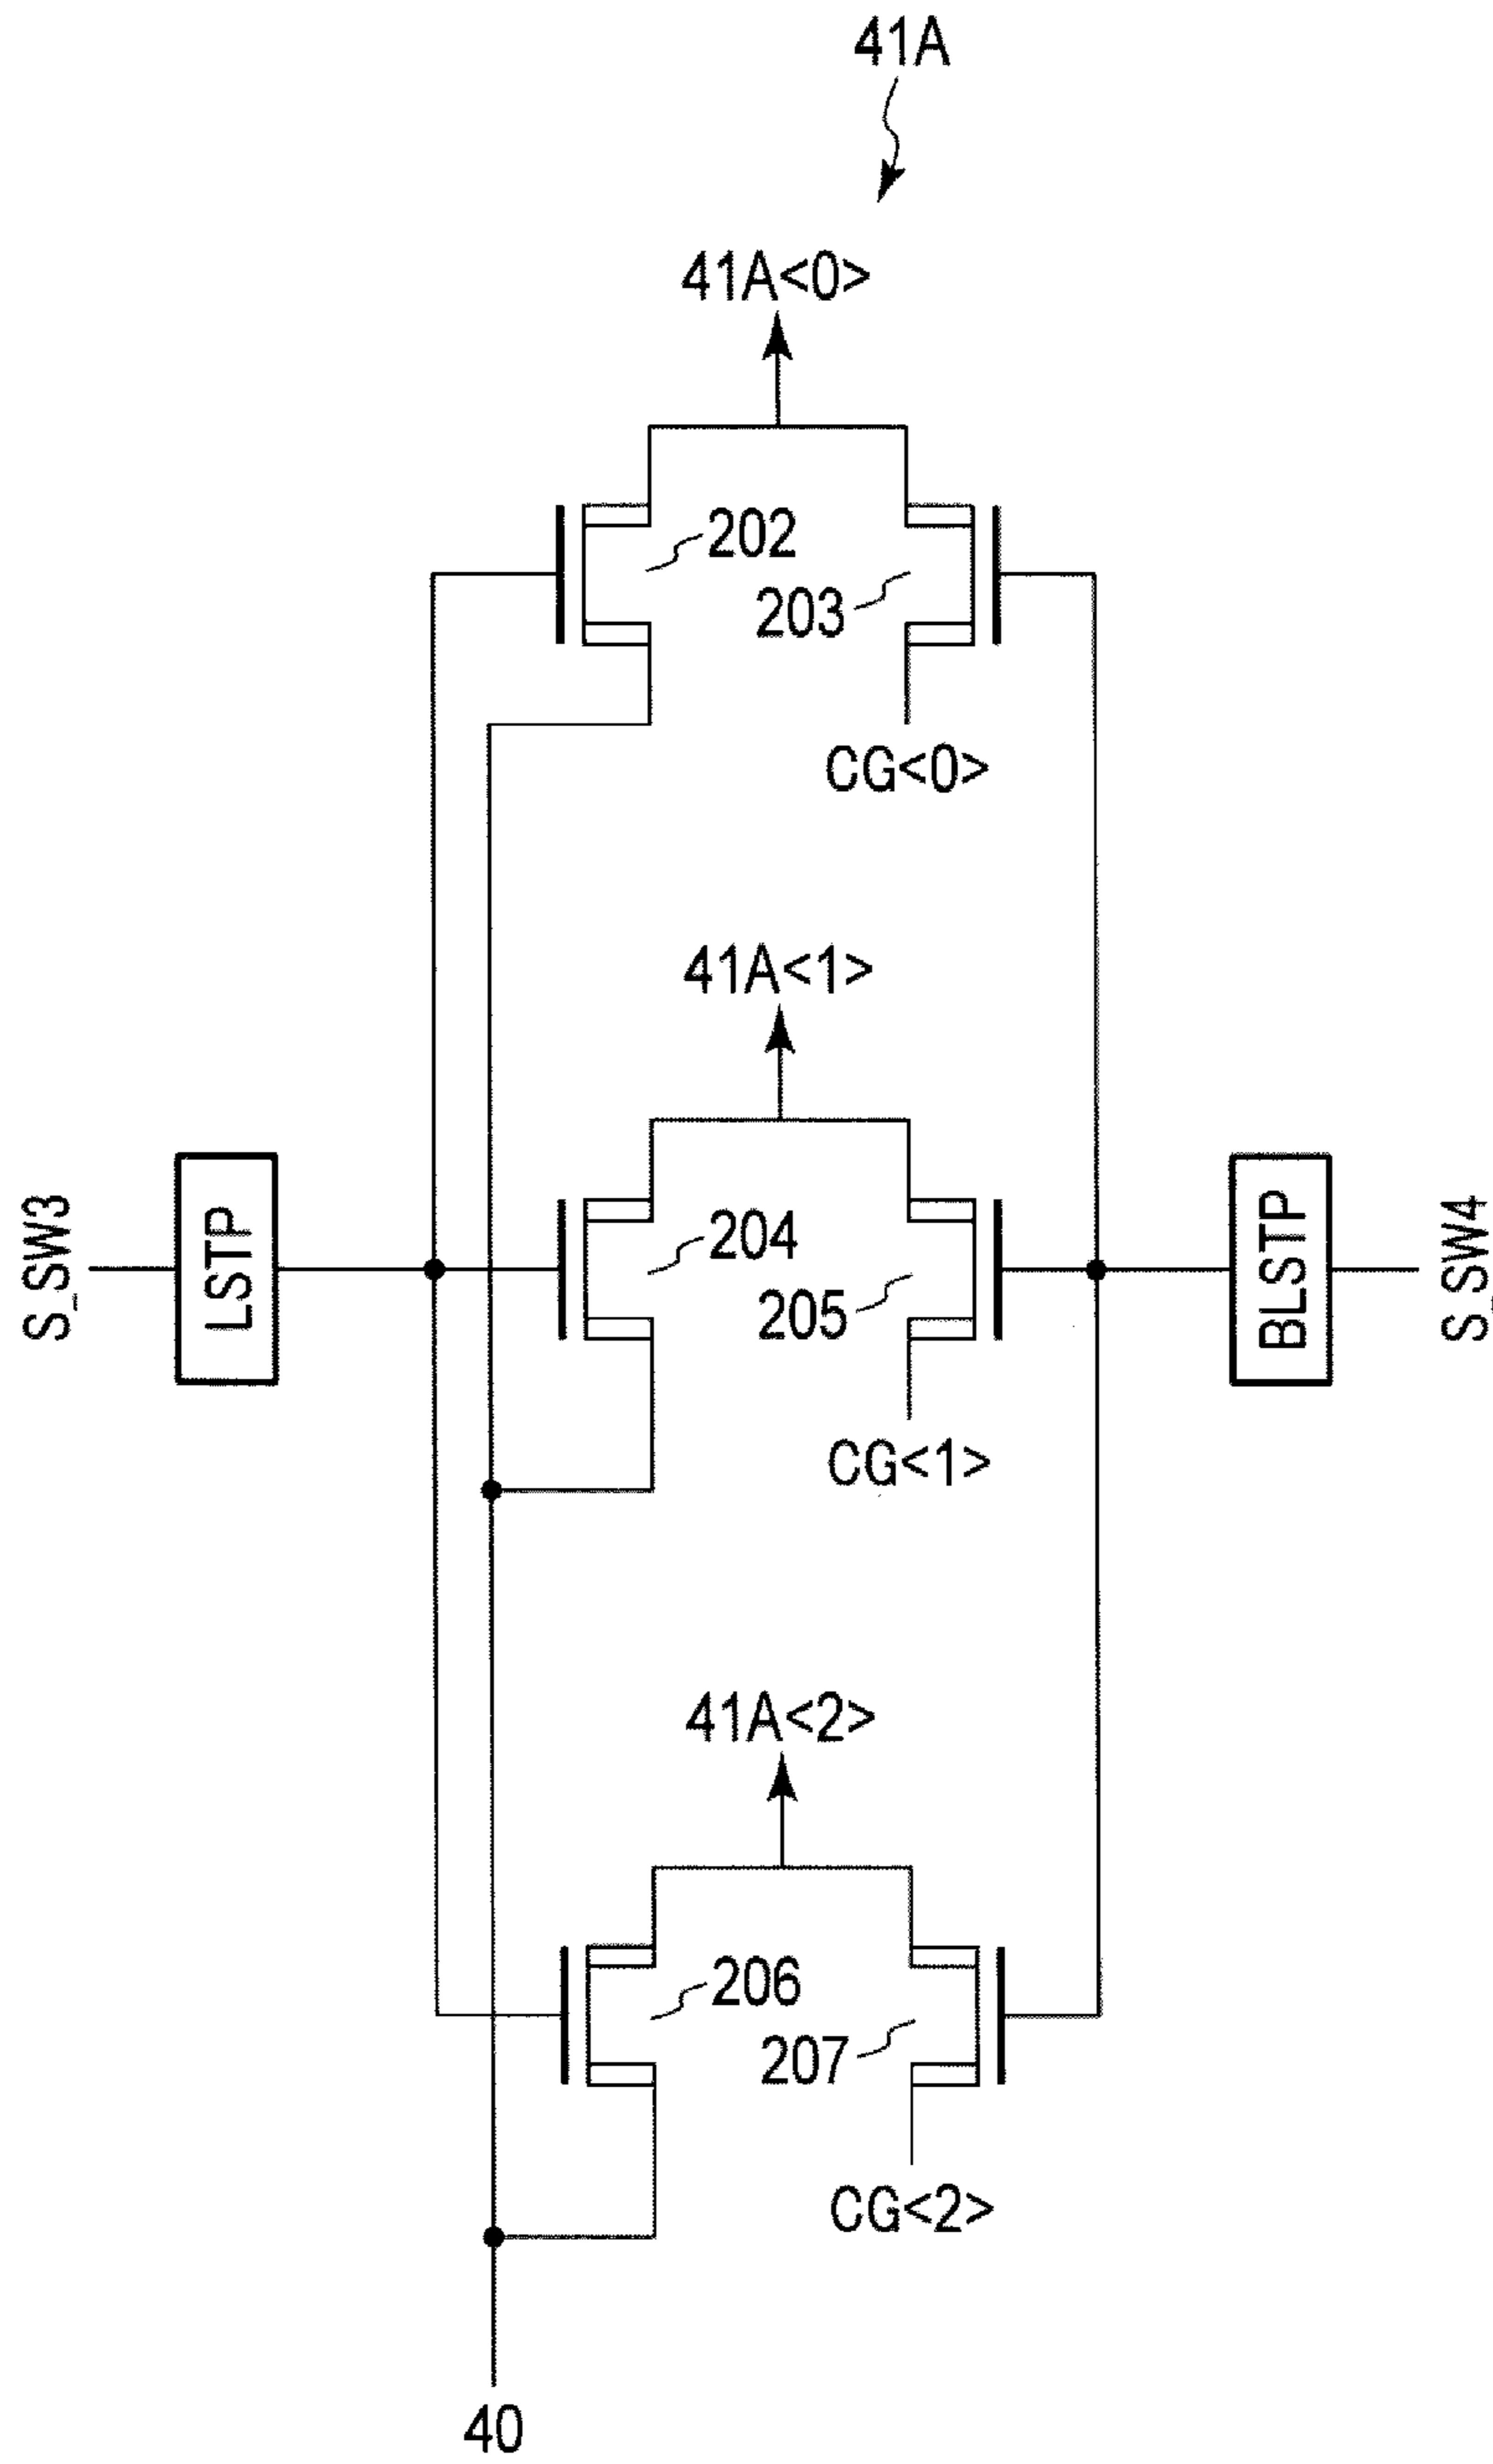 41A
41A<0>
202
203
CG<0>
41A<1>
S_SW3
LSTP
204
205
BLSTP
S_SW4
CG<1>
41A<2>
206
207
CG<2>
40